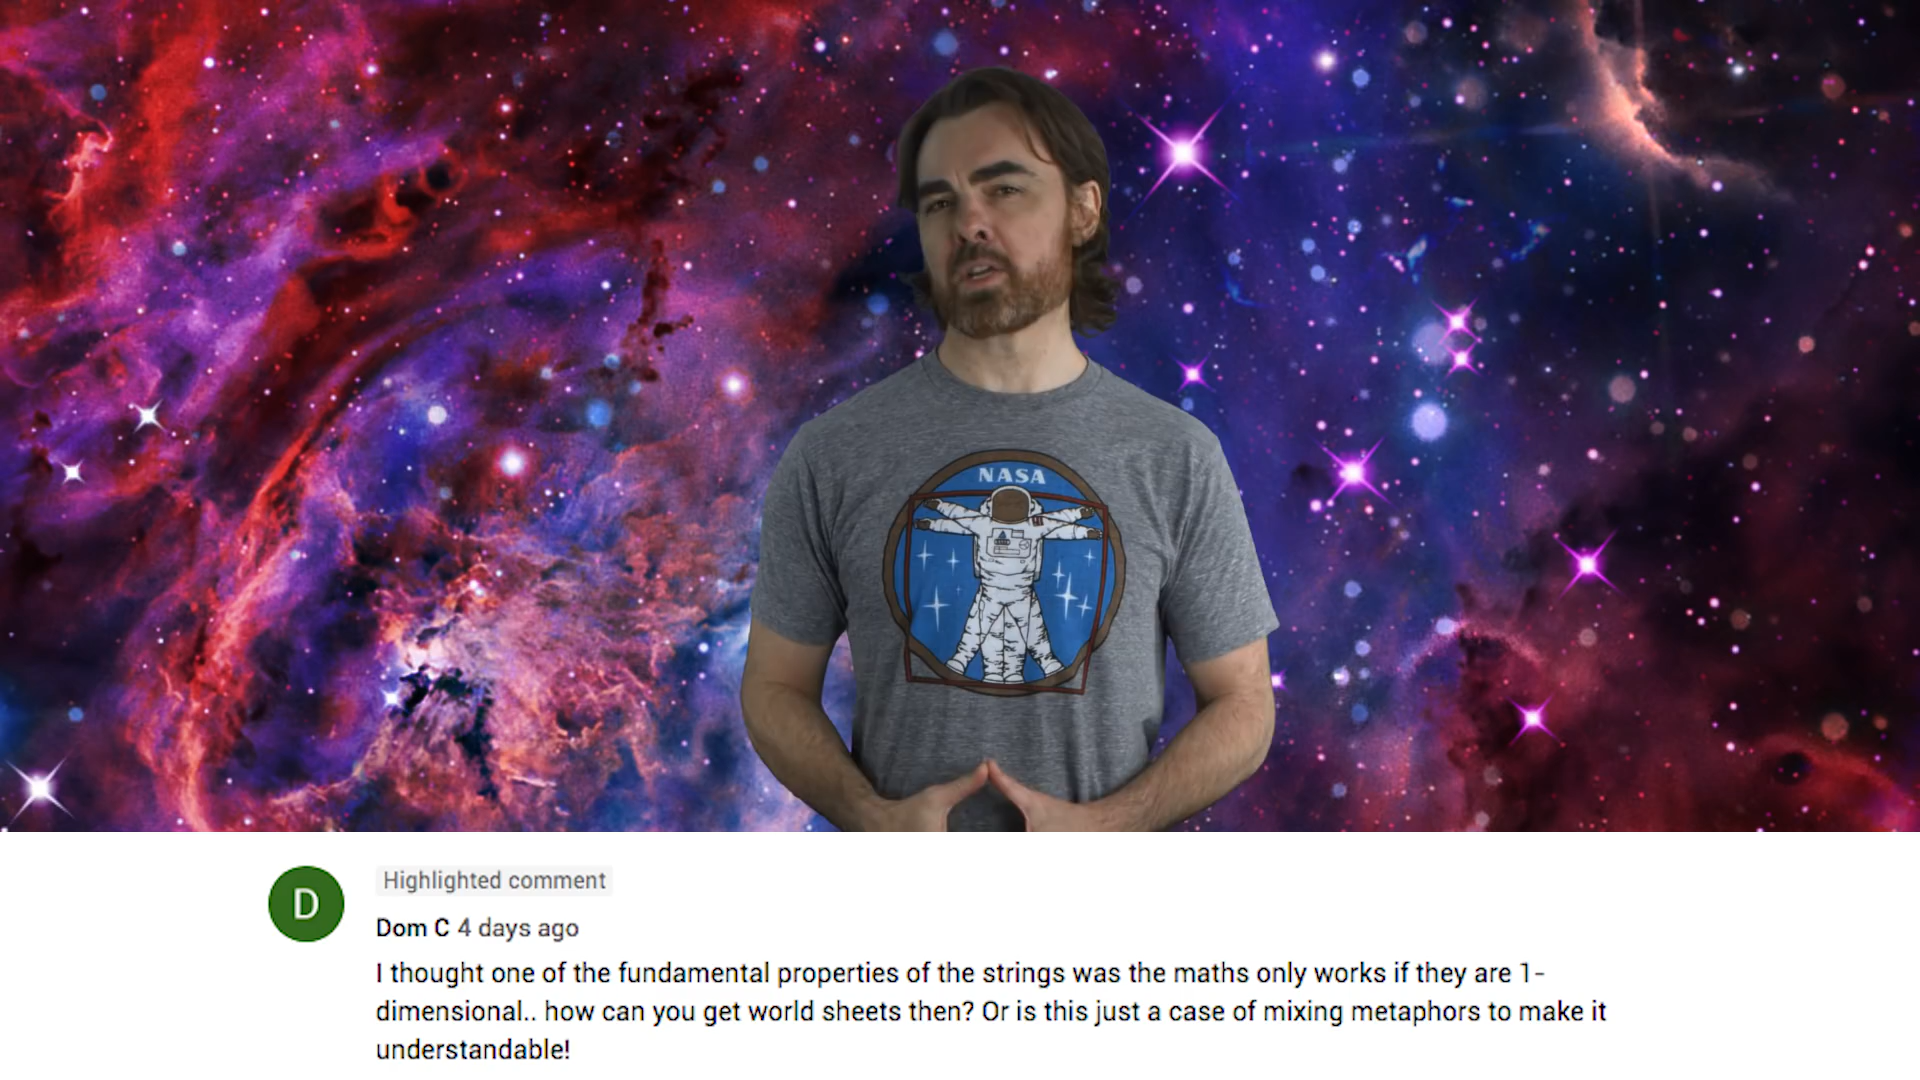 NASA
D
Highlighted comment
Dom C 4 days ago
I thought one of the fundamental properties of the strings was the maths only works if they are 1-
dimensional.. how can you get world sheets then? Or is this just a case of mixing metaphors to make it
understandable!